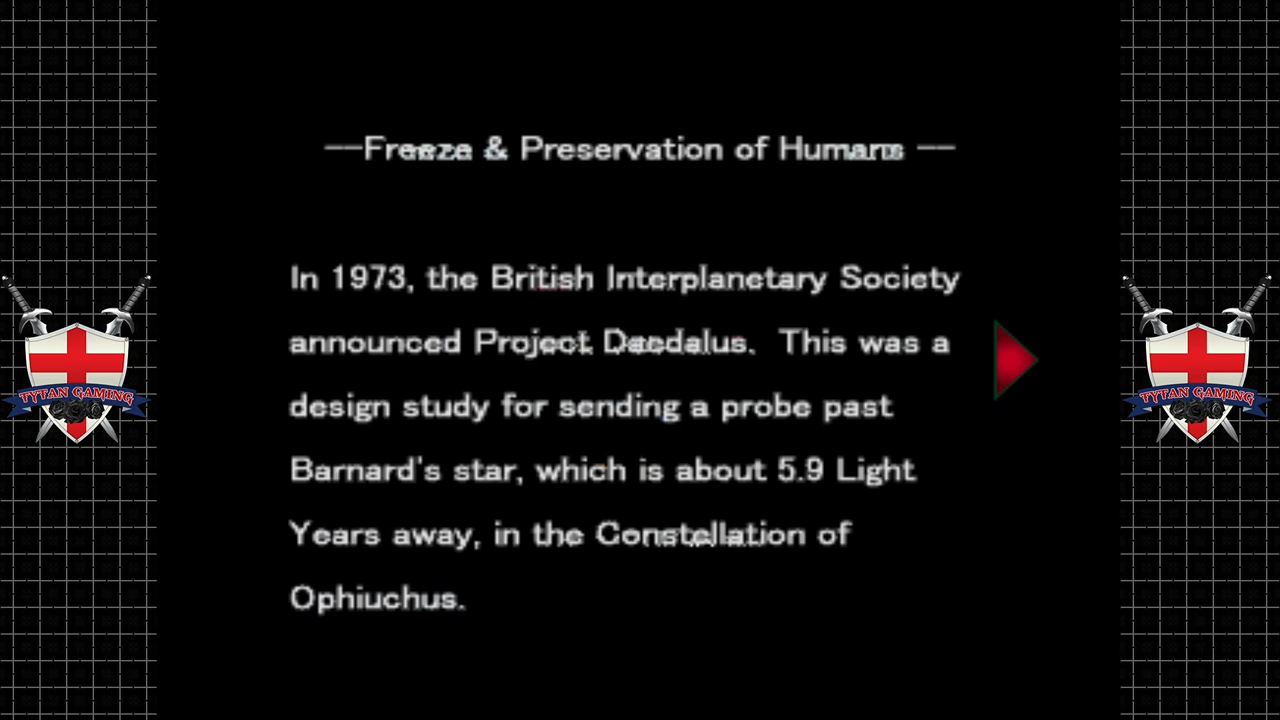 —Freeze & Preservation of Humans —
In 1973, the British Interplanetary Society
announced Project Daedalus.  This was a
design study for sending a probe past
Barnard's star, which is about 5.9 Light
Years away, in the Constellation of
Ophiuchus.
TYTAN GAMING
TYTAN GAMING